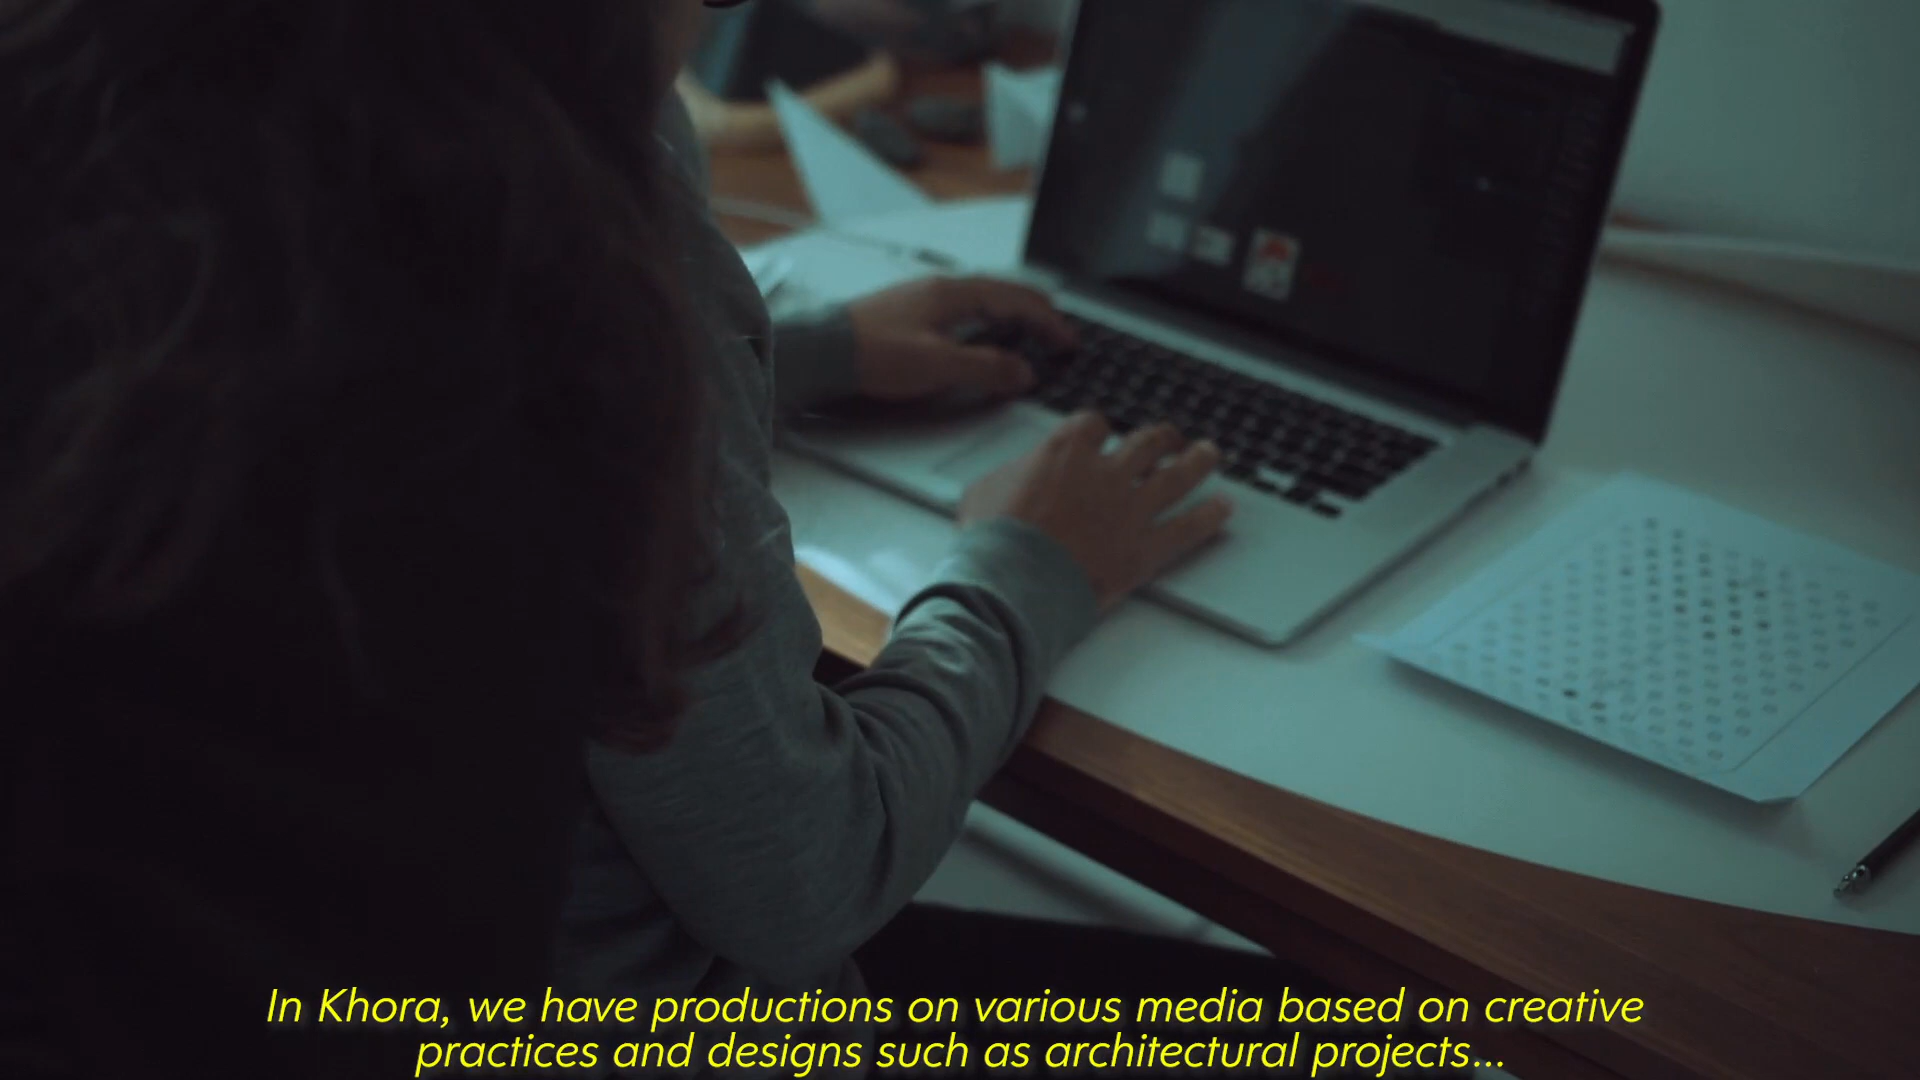 In Khora, we have productions on various media based on creative
practices and designs such as architectural projects...